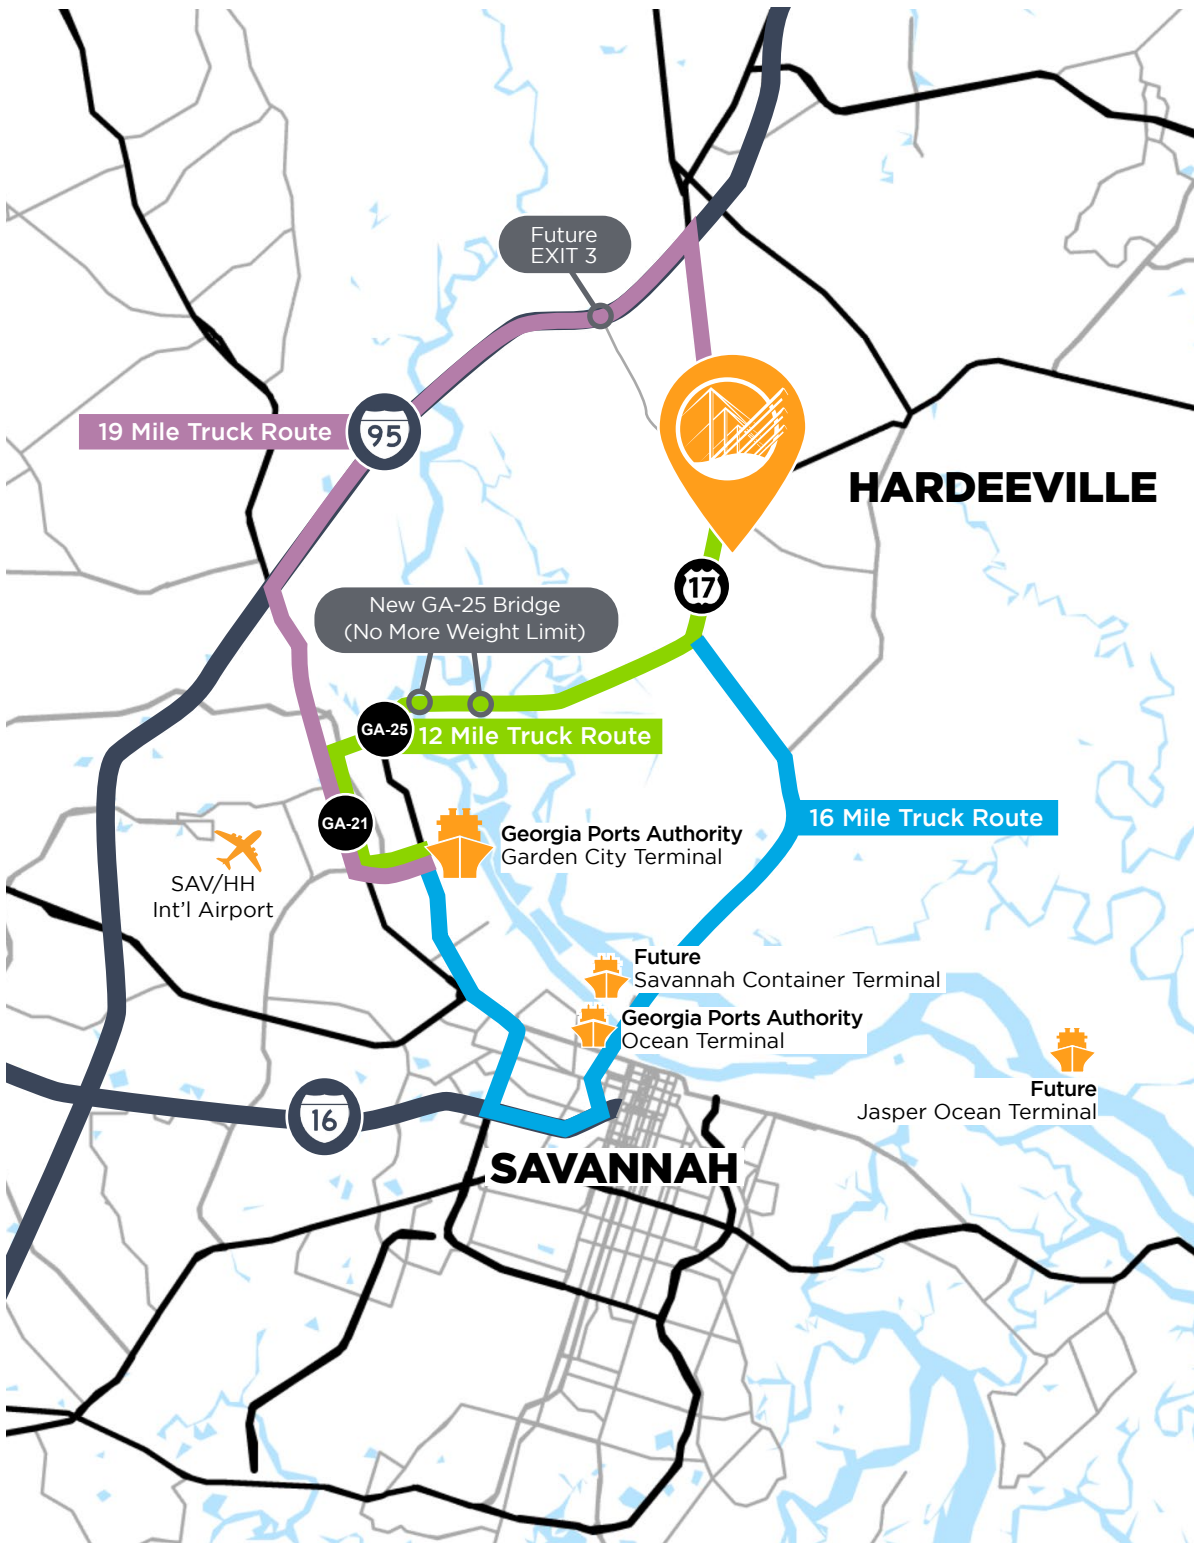 Future
EXIT 3
19 Mile Truck Route
95
HARDEEVILLE
17
New GA-25 Bridge
(No More Weight Limit)
GA-25
12 Mile Truck Route
GA-21
16 Mile Truck Route
Georgia Ports Authority
Garden City Terminal
SAV/HH
Int'l Airport
Future
Savannah Container Terminal
Georgia Ports Authority
Ocean Terminal
Future
Jasper Ocean Terminal
16
SAVANNAH